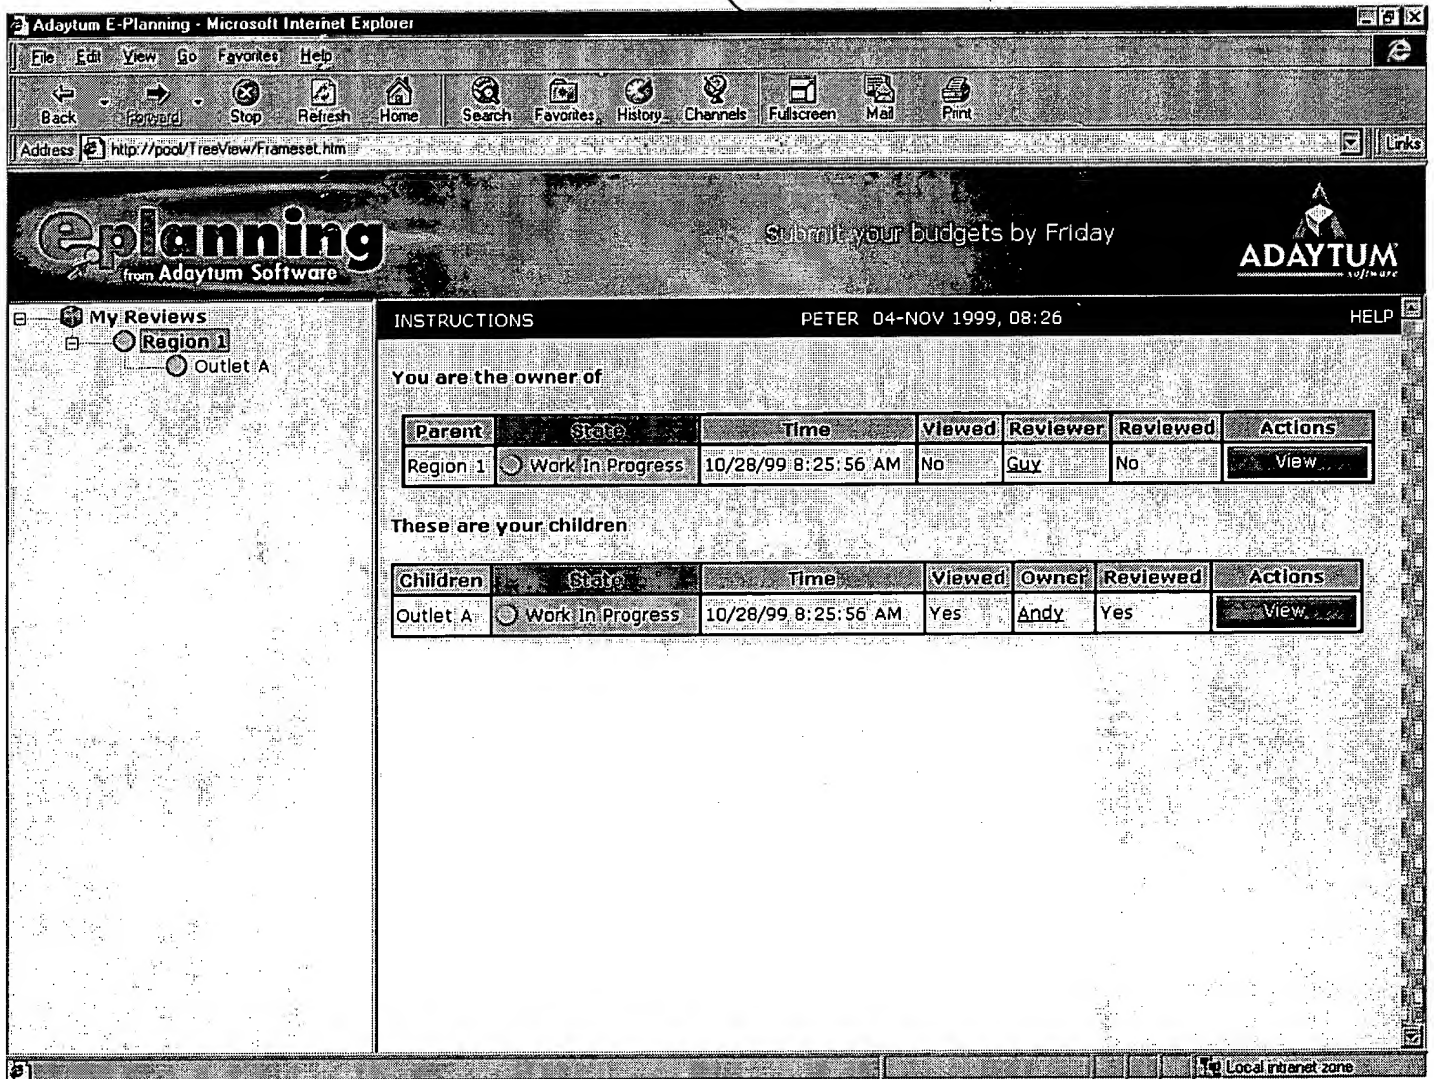 Adaytum E-Planning - Microsoft Internet Explorer
File Edit View Go Favorites Help
Back Forward Stop Refresh Home Search Favorites History Channels Fullscreen Mail Print
Address http://pool/TreeView/Frameset.htm Links
e.planning
from Adaytum Software
Submit your budgets by Friday
ADAYTUM
software
My Reviews
Region 1
Outlet A
INSTRUCTIONS PETER 04-NOV 1999, 08:26 HELP
You are the owner of
Parent State Time Viewed Reviewer Reviewed Actions
Region 1 Work In Progress 10/28/99 8:25:56 AM No Guy No View
These are your children
Children State Time Viewed Owner Reviewed Actions
Outlet A Work In Progress 10/28/99 8:25:56 AM Yes Andy Yes View
Local intranet zone